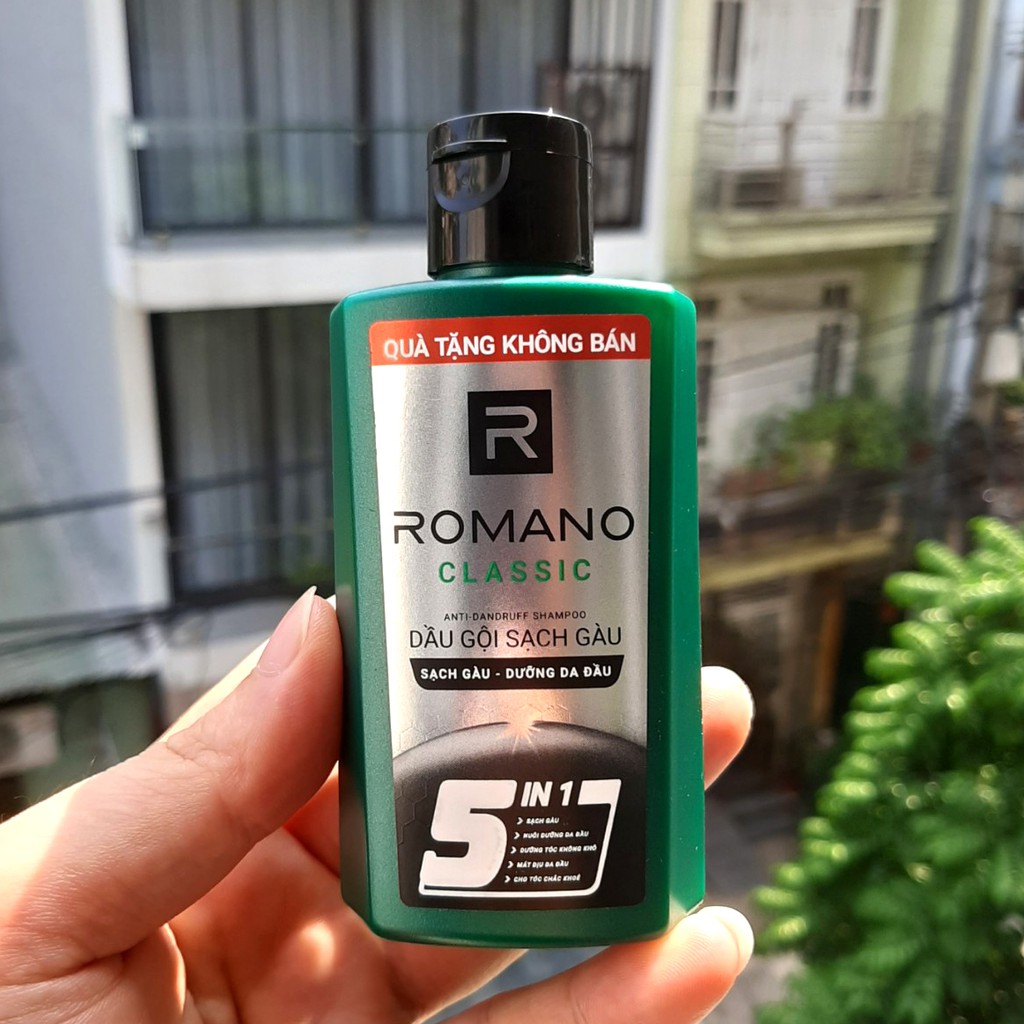 QUÀ TẶNG KHÔNG BÁN
R
ROMANO
CLASSIC
ANTI-DANDRUFF SHAMPOO
DẦU GỘI SẠCH GÀU
SẠCH GÀU - DƯỠNG DA ĐẦU
5 IN 1
SẠCH GÀU
NUÔI DƯỠNG DA ĐẦU
DƯỠNG TÓC KHÔNG KHÔ
MÁT DỊU DA ĐẦU
CHO TÓC CHẮC KHOẺ